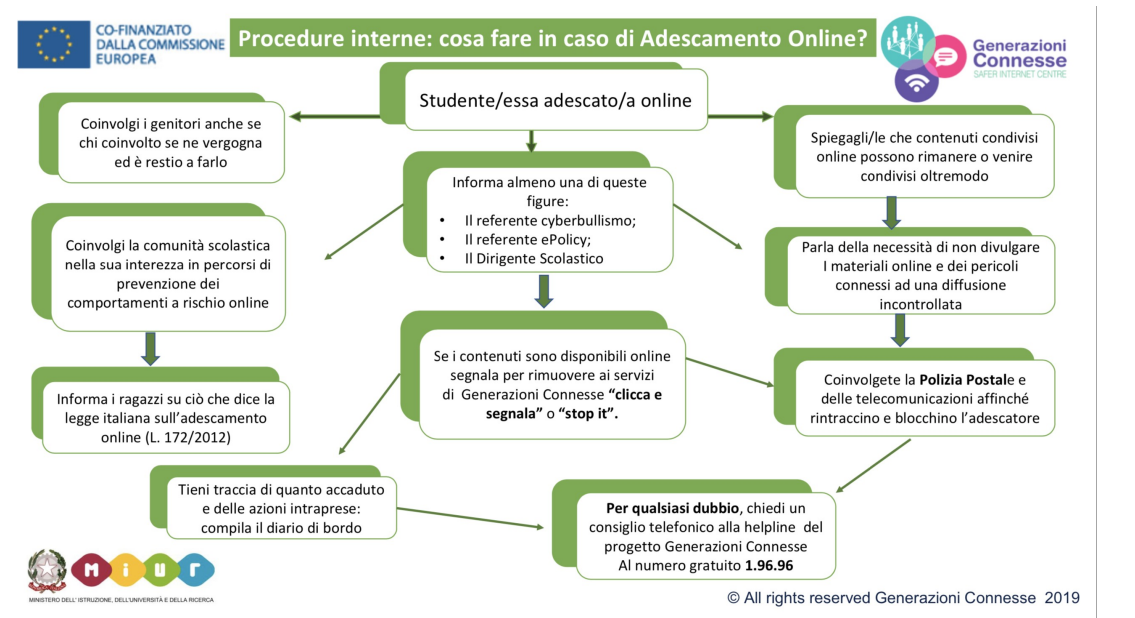 CO-FINANZIATO
DALLA COMMISSIONE
EUROPEA
Procedure interne: cosa fare in caso di Adescamento Online?
Generazioni
Connesse
SAFER INTERNET CENTRE
Studente/essa adescato/a online
Coinvolgi i genitori anche se
chi coinvolto se ne vergogna
ed è restio a farlo
Spiegagli/le che contenuti condivisi
online possono rimanere o venire
condivisi oltremodo
Informa almeno una di queste
figure:
• Il referente cyberbullismo;
• Il referente ePolicy;
• Il Dirigente Scolastico
Coinvolgi la comunità scolastica
nella sua interezza in percorsi di
prevenzione dei
comportamenti a rischio online
Parla della necessità di non divulgare
I materiali online e dei pericoli
connessi ad una diffusione
incontrollata
Se i contenuti sono disponibili online
segnala per rimuovere ai servizi
di Generazioni Connesse “clicca e
segnala” o “stop it”.
Informa i ragazzi su ciò che dice la
legge italiana sull’adescamento
online (L. 172/2012)
Coinvolgete la Polizia Postale e
delle telecomunicazioni affinché
rintraccino e blocchino l’adescatore
Tieni traccia di quanto accaduto
e delle azioni intraprese:
compila il diario di bordo
Per qualsiasi dubbio, chiedi un
consiglio telefonico alla helpline del
progetto Generazioni Connesse
Al numero gratuito 1.96.96
MIUR
MINISTERO DELL’ ISTRUZIONE, DELL’UNIVERSITÀ E DELLA RICERCA
© All rights reserved Generazioni Connesse 2019